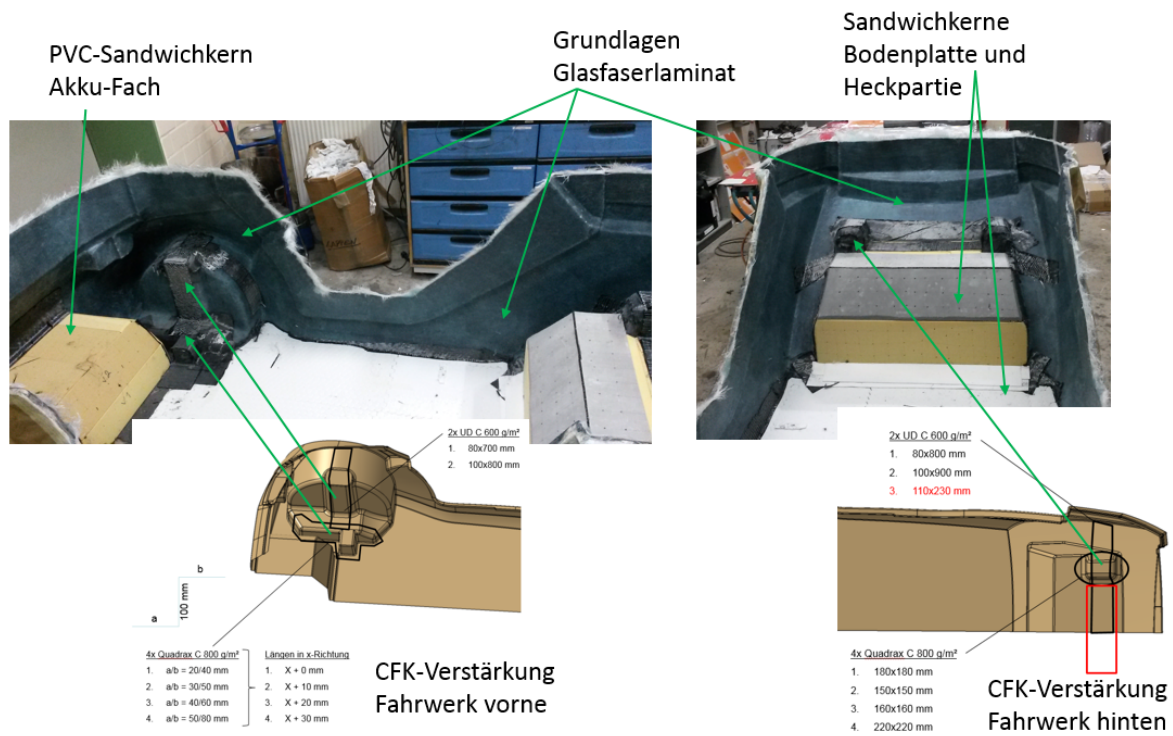 PVC-Sandwichkern
Akku-Fach
Grundlagen
Glasfaserlaminat
Sandwichkerne
Bodenplatte und
Heckpartie
2x UD C 600 g/m²
1. 80x700 mm
2. 100x800 mm
b
100 mm
a
4x Quadrax C 800 g/m²
1. a/b = 20/40 mm
2. a/b = 30/50 mm
3. a/b = 40/60 mm
4. a/b = 50/80 mm
Längen in x-Richtung
1. X + 0 mm
2. X + 10 mm
3. X + 20 mm
4. X + 30 mm
CFK-Verstärkung
Fahrwerk vorne
2x UD C 600 g/m²
1. 80x800 mm
2. 100x900 mm
3. 110x230 mm
4x Quadrax C 800 g/m²
1. 180x180 mm
2. 150x150 mm
3. 160x160 mm
4. 220x220 mm
CFK-Verstärkung
Fahrwerk hinten